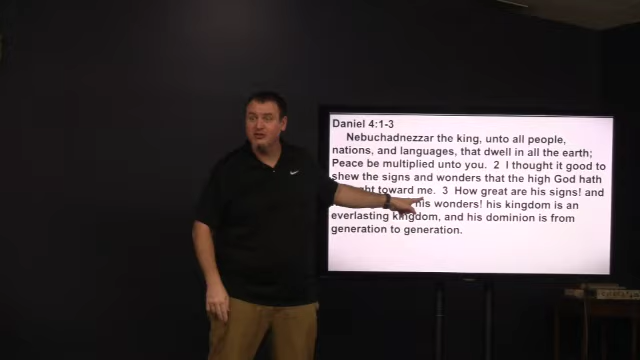 Daniel 4:1-3
Nebuchadnezzar the king, unto all people,
nations, and languages, that dwell in all the earth;
Peace be multiplied unto you. 2 I thought it good to
shew the signs and wonders that the high God hath
toward me. 3 How great are his signs! and
his wonders! his kingdom is an
everlasting kingdom, and his dominion is from
generation to generation.